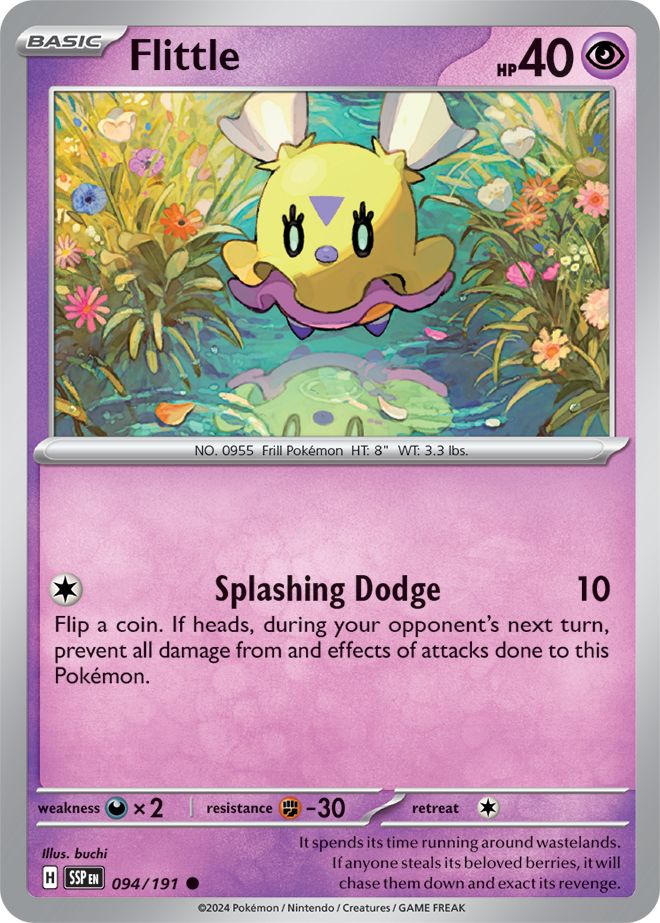 BASIC Flittle HP 40
NO. 0955 Frill Pokémon HT: 8" WT: 3.3 lbs.
Splashing Dodge 10
Flip a coin. If heads, during your opponent's next turn,
prevent all damage from and effects of attacks done to this
Pokémon.
weakness ×2 resistance -30 retreat
Illus. buchi
H SSP EN 094/191
It spends its time running around wastelands.
If anyone steals its beloved berries, it will
chase them down and exact its revenge.
©2024 Pokémon / Nintendo / Creatures / GAME FREAK